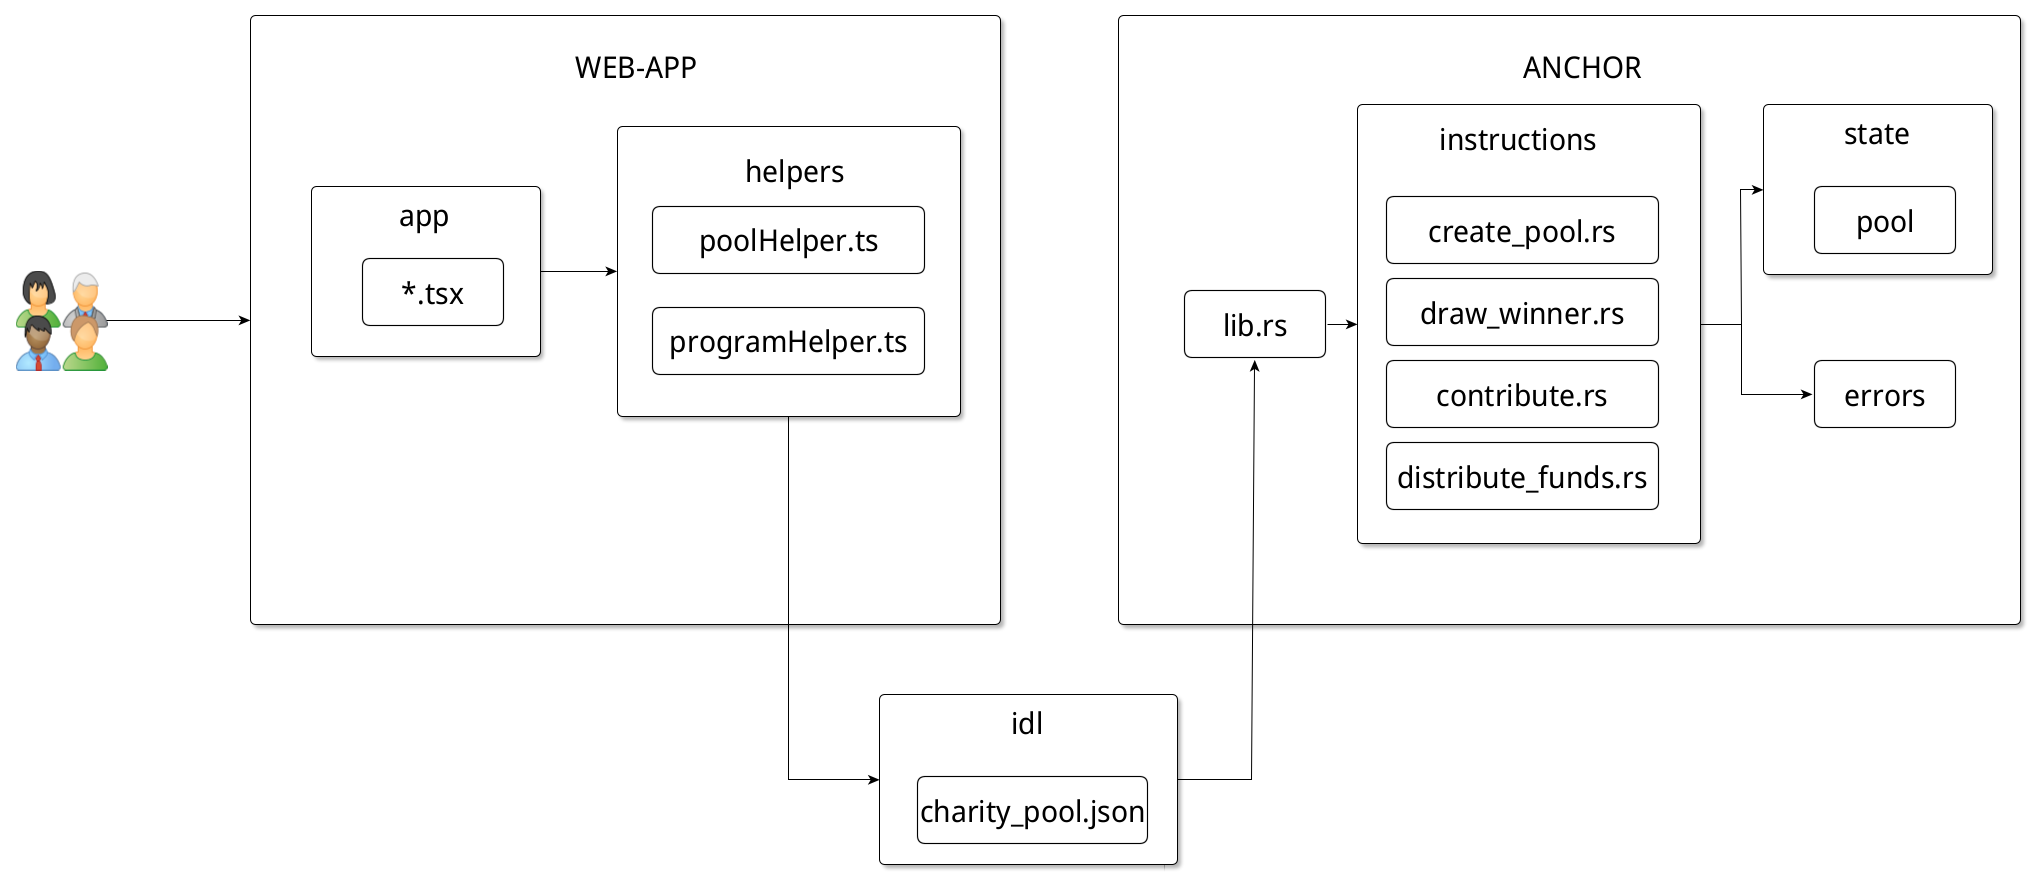 WEB-APP
app
*.tsx
helpers
poolHelper.ts
programHelper.ts
ANCHOR
lib.rs
instructions
create_pool.rs
draw_winner.rs
contribute.rs
distribute_funds.rs
state
pool
errors
idl
charity_pool.json